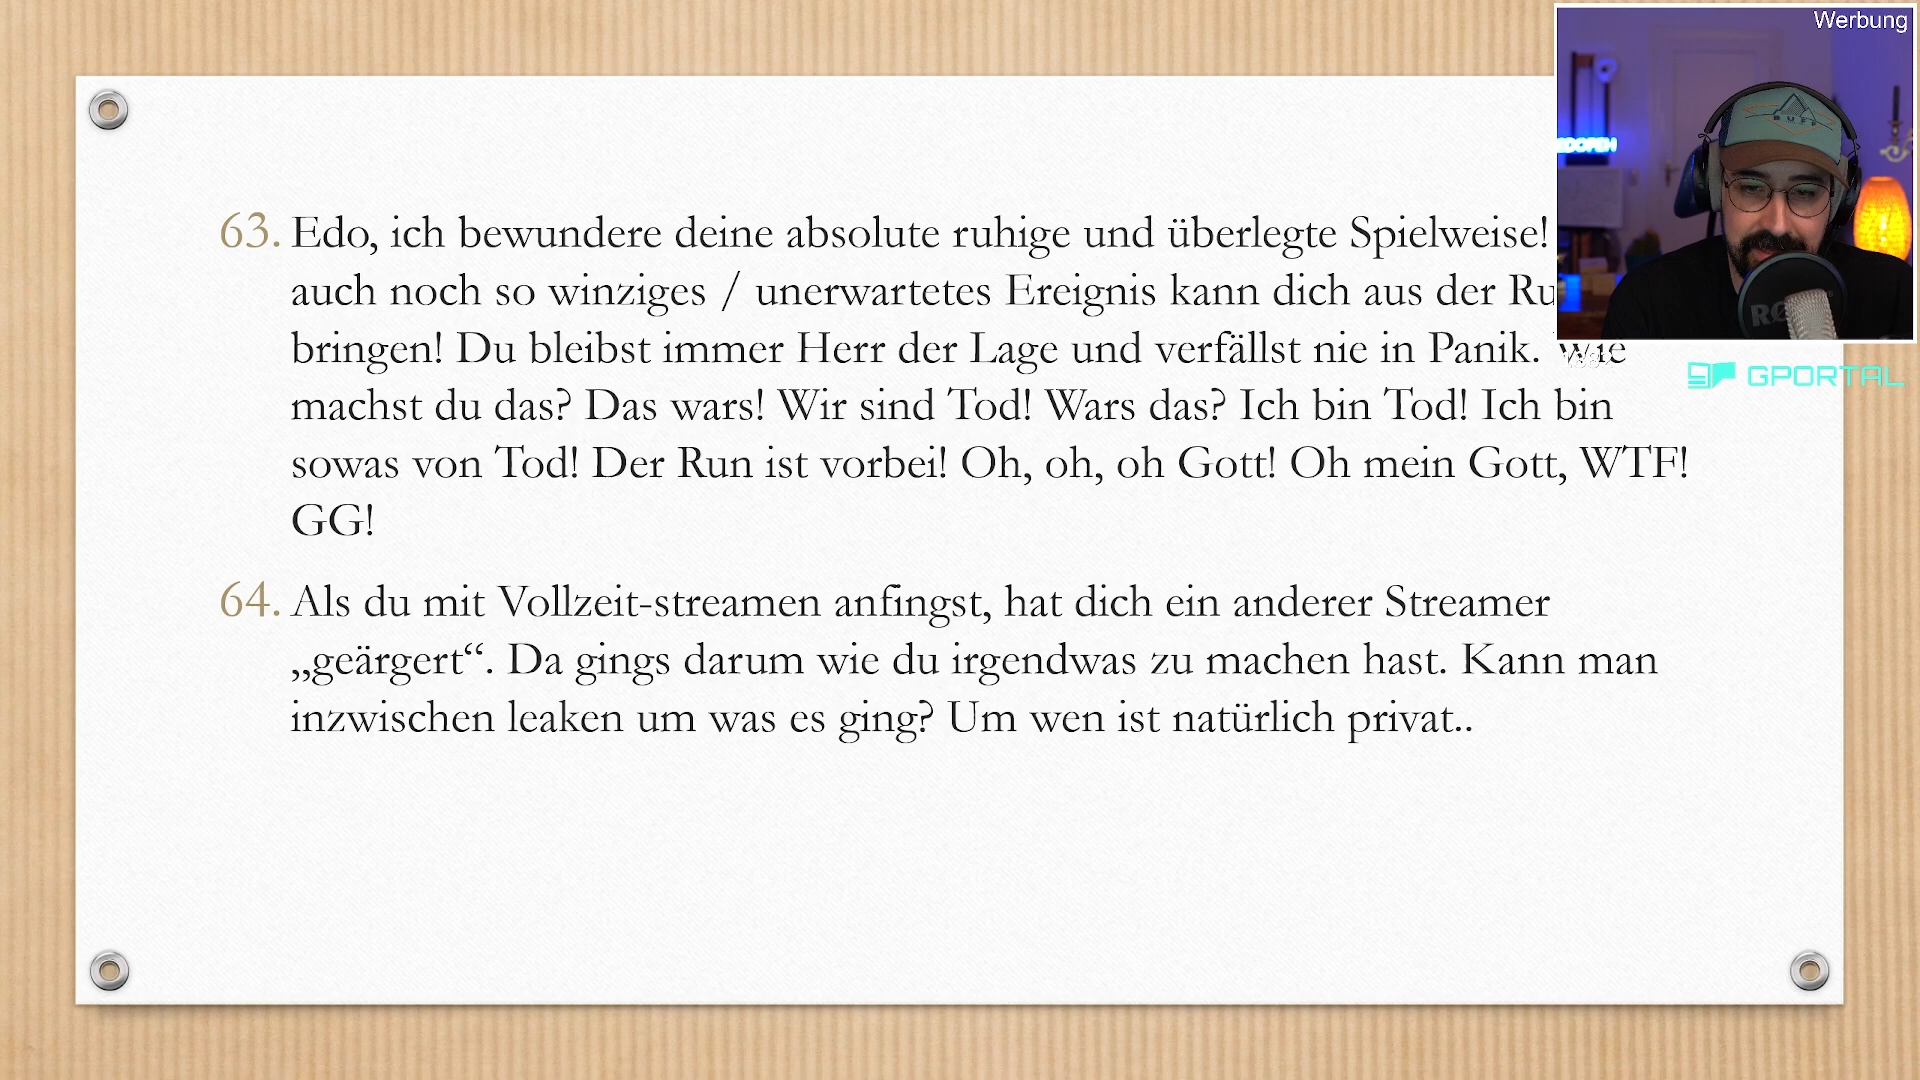 Werbung
63. Edo, ich bewundere deine absolute ruhige und überlegte Spielweise!
auch noch so winziges / unerwartetes Ereignis kann dich aus der Ru
bringen! Du bleibst immer Herr der Lage und verfällst nie in Panik. Wie
machst du das? Das wars! Wir sind Tod! Wars das? Ich bin Tod! Ich bin
sowas von Tod! Der Run ist vorbei! Oh, oh, oh Gott! Oh mein Gott, WTF!
GG!
64. Als du mit Vollzeit-streamen anfingst, hat dich ein anderer Streamer
„geärgert“. Da gings darum wie du irgendwas zu machen hast. Kann man
inzwischen leaken um was es ging? Um wen ist natürlich privat..
GPORTAL
BUFF